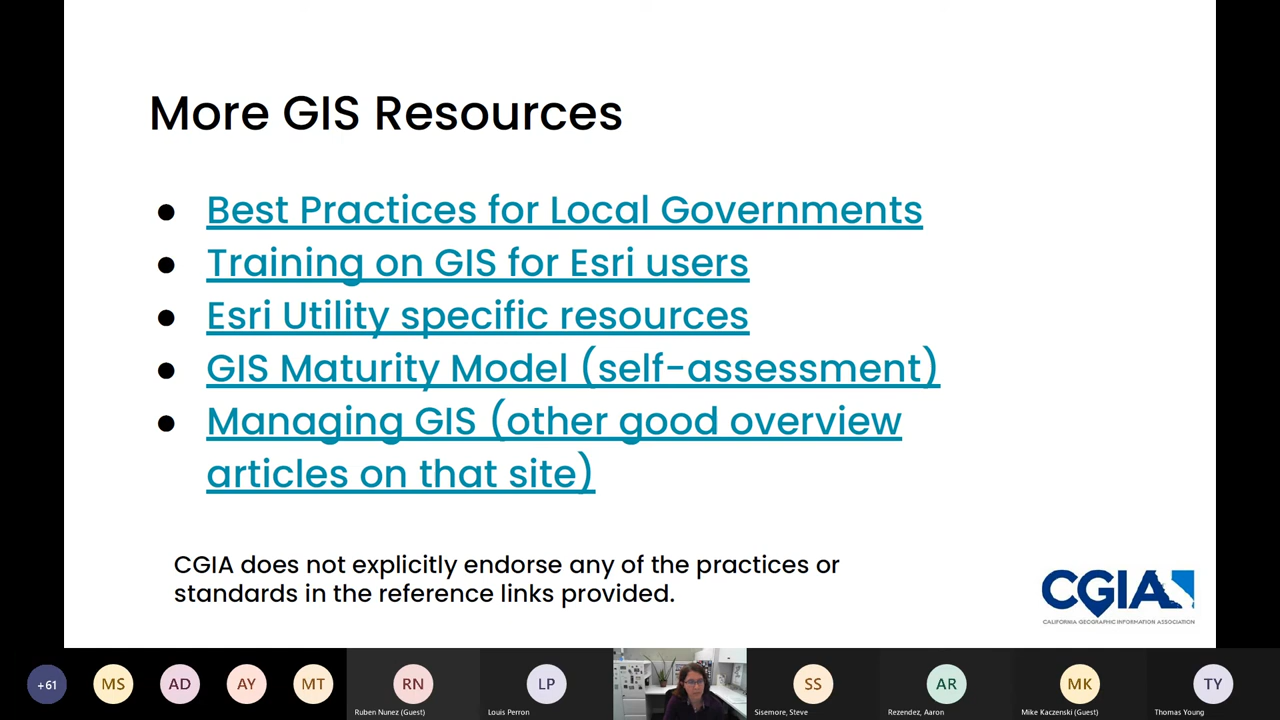 More GIS Resources
● Best Practices for Local Governments
● Training on GIS for Esri users
● Esri Utility specific resources
● GIS Maturity Model (self-assessment)
● Managing GIS (other good overview
articles on that site)
CGIA does not explicitly endorse any of the practices or
standards in the reference links provided.
CGIA
CALIFORNIA GEOGRAPHIC INFORMATION ASSOCIATION
+61
MS
AD
AY
MT
RN
LP
SS
AR
MK
TY
Ruben Nunez (Guest)
Louis Perron
Sisemore, Steve
Rezendez, Aaron
Mike Kaczenski (Guest)
Thomas Young